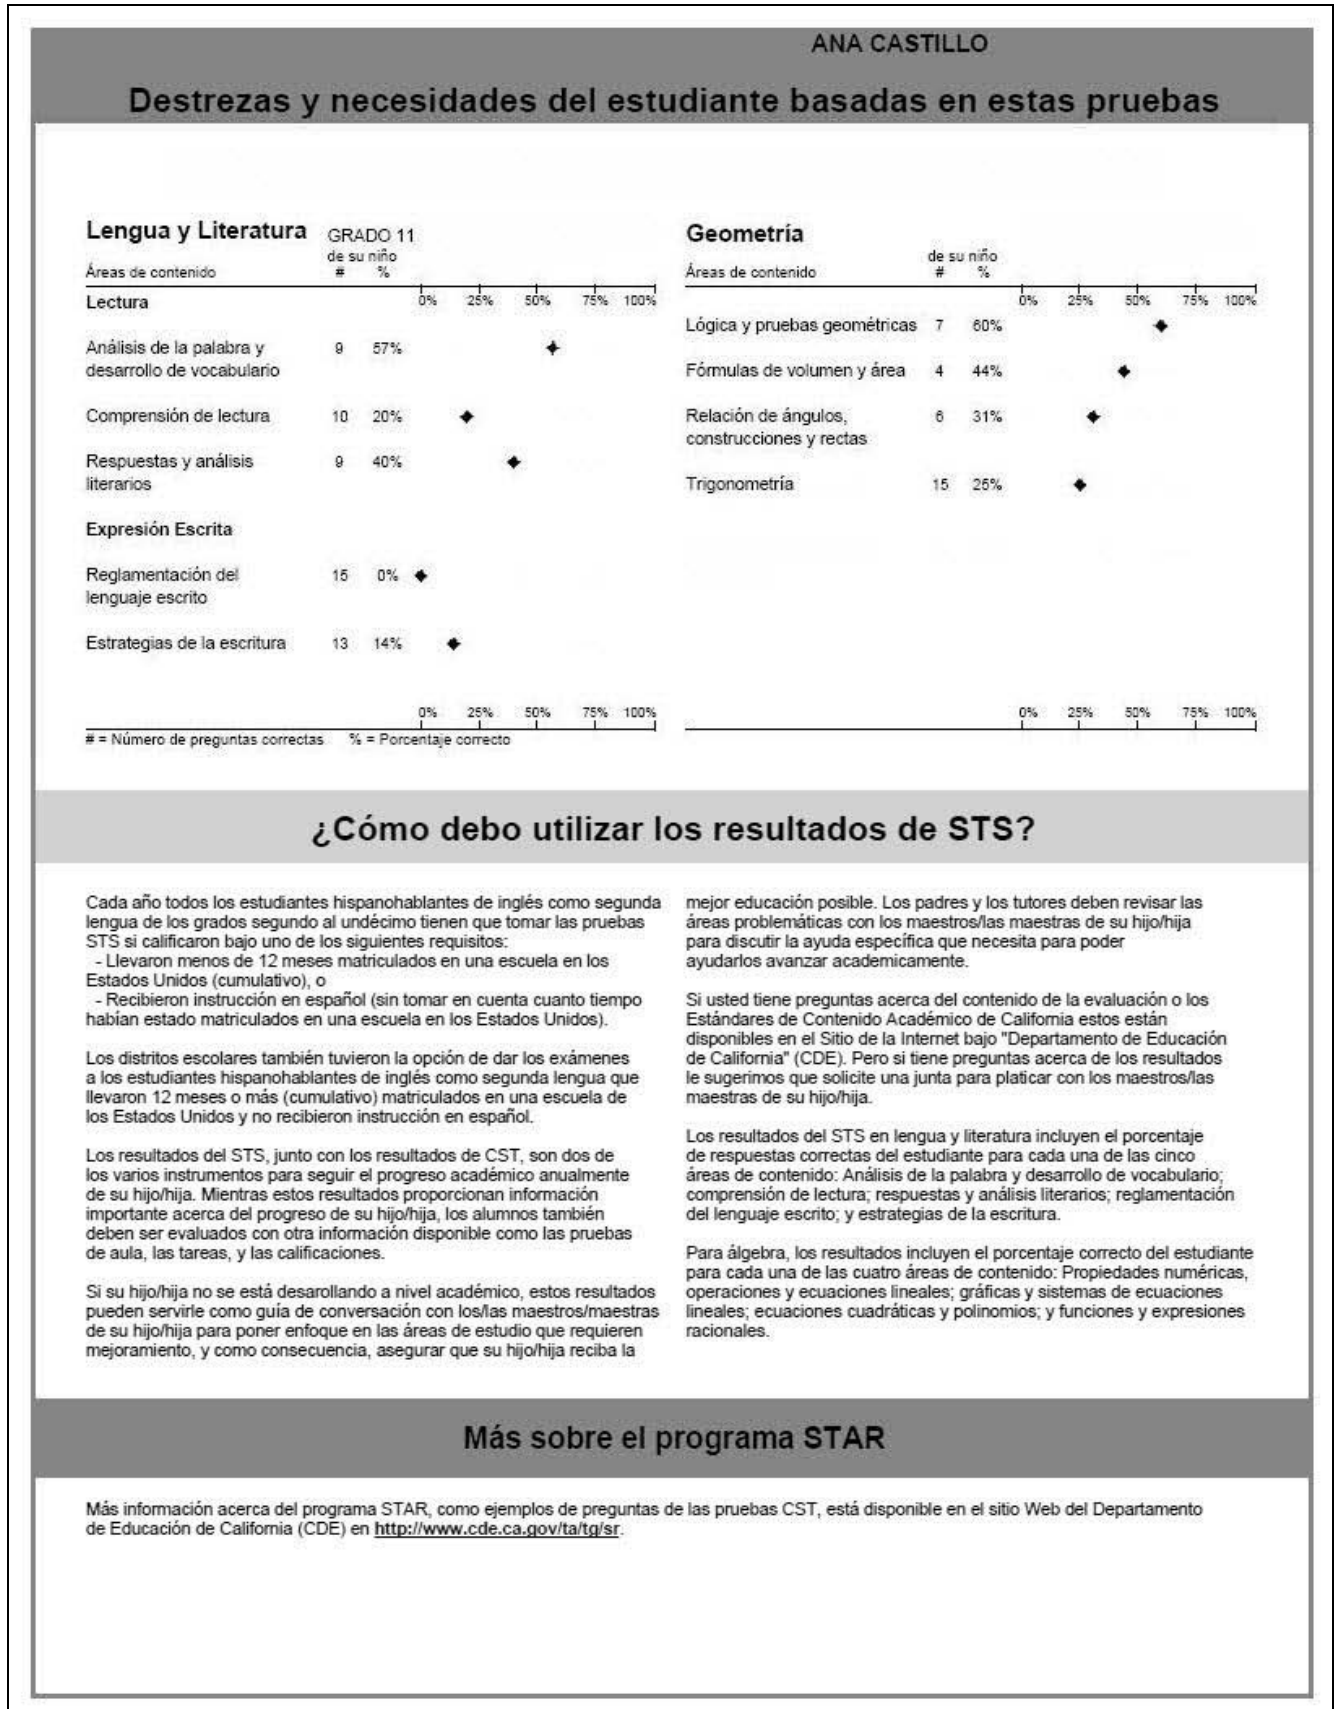 ANA CASTILLO
Destrezas y necesidades del estudiante basadas en estas pruebas
Lengua y Literatura GRADO 11
de su niño
Áreas de contenido # %
0% 25% 50% 75% 100%
Lectura
Análisis de la palabra y 9 57%
desarrollo de vocabulario
Comprensión de lectura 10 20%
Respuestas y análisis 9 40%
literarios
Expresión Escrita
Reglamentación del 15 0%
lenguaje escrito
Estrategias de la escritura 13 14%
0% 25% 50% 75% 100%
# = Número de preguntas correctas % = Porcentaje correcto
Geometría
de su niño
Áreas de contenido # %
0% 25% 50% 75% 100%
Lógica y pruebas geométricas 7 60%
Fórmulas de volumen y área 4 44%
Relación de ángulos, 6 31%
construcciones y rectas
Trigonometría 15 25%
0% 25% 50% 75% 100%
¿Cómo debo utilizar los resultados de STS?
Cada año todos los estudiantes hispanohablantes de inglés como segunda
lengua de los grados segundo al undécimo tienen que tomar las pruebas
STS si calificaron bajo uno de los siguientes requisitos:
- Llevaron menos de 12 meses matriculados en una escuela en los
Estados Unidos (cumulativo), o
- Recibieron instrucción en español (sin tomar en cuenta cuanto tiempo
habían estado matriculados en una escuela en los Estados Unidos).
Los distritos escolares también tuvieron la opción de dar los exámenes
a los estudiantes hispanohablantes de inglés como segunda lengua que
llevaron 12 meses o más (cumulativo) matriculados en una escuela de
los Estados Unidos y no recibieron instrucción en español.
Los resultados del STS, junto con los resultados de CST, son dos de
los varios instrumentos para seguir el progreso académico anualmente
de su hijo/hija. Mientras estos resultados proporcionan información
importante acerca del progreso de su hijo/hija, los alumnos también
deben ser evaluados con otra información disponible como las pruebas
de aula, las tareas, y las calificaciones.
Si su hijo/hija no se está desarollando a nivel académico, estos resultados
pueden servirle como guía de conversación con los/las maestros/maestras
de su hijo/hija para poner enfoque en las áreas de estudio que requieren
mejoramiento, y como consecuencia, asegurar que su hijo/hija reciba la
mejor educación posible. Los padres y los tutores deben revisar las
áreas problemáticas con los maestros/las maestras de su hijo/hija
para discutir la ayuda específica que necesita para poder
ayudarlos avanzar academicamente.
Si usted tiene preguntas acerca del contenido de la evaluación o los
Estándares de Contenido Académico de California estos están
disponibles en el Sitio de la Internet bajo "Departamento de Educación
de California" (CDE). Pero si tiene preguntas acerca de los resultados
le sugerimos que solicite una junta para platicar con los maestros/las
maestras de su hijo/hija.
Los resultados del STS en lengua y literatura incluyen el porcentaje
de respuestas correctas del estudiante para cada una de las cinco
áreas de contenido: Análisis de la palabra y desarrollo de vocabulario;
comprensión de lectura; respuestas y análisis literarios; reglamentación
del lenguaje escrito; y estrategias de la escritura.
Para álgebra, los resultados incluyen el porcentaje correcto del estudiante
para cada una de las cuatro áreas de contenido: Propiedades numéricas,
operaciones y ecuaciones lineales; gráficas y sistemas de ecuaciones
lineales; ecuaciones cuadráticas y polinomios; y funciones y expresiones
racionales.
Más sobre el programa STAR
Más información acerca del programa STAR, como ejemplos de preguntas de las pruebas CST, está disponible en el sitio Web del Departamento
de Educación de California (CDE) en http://www.cde.ca.gov/ta/tg/sr.